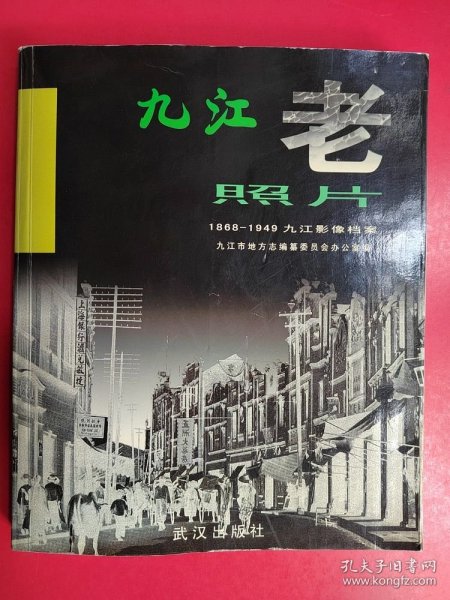 九江老
照片
1868-1949 九江影像档案
九江市地方志编纂委员会办公室编
武汉出版社
孔夫子旧书网
www.kongfz.com